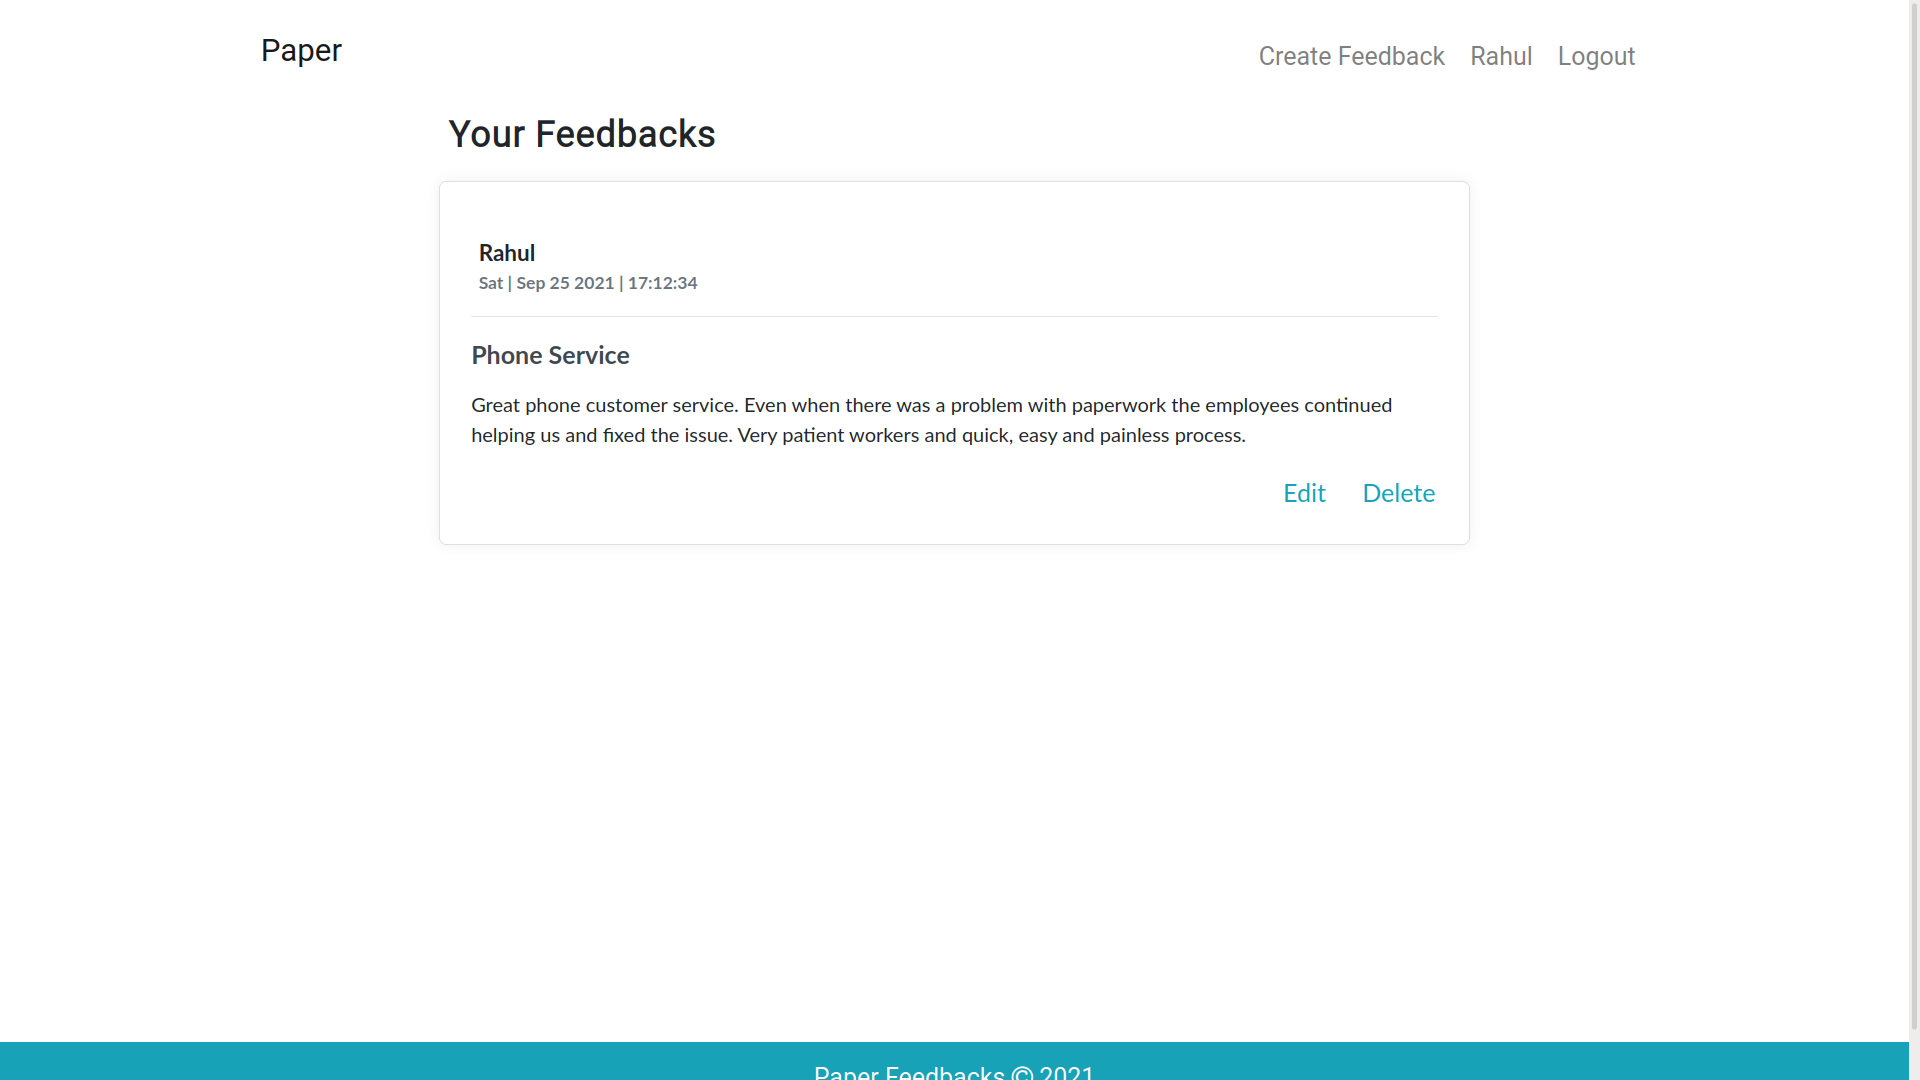 Paper
Create Feedback Rahul Logout
Your Feedbacks
Rahul
Sat | Sep 25 2021 | 17:12:34
Phone Service
Great phone customer service. Even when there was a problem with paperwork the employees continued
helping us and fixed the issue. Very patient workers and quick, easy and painless process.
Edit Delete
Paper Feedbacks © 2021